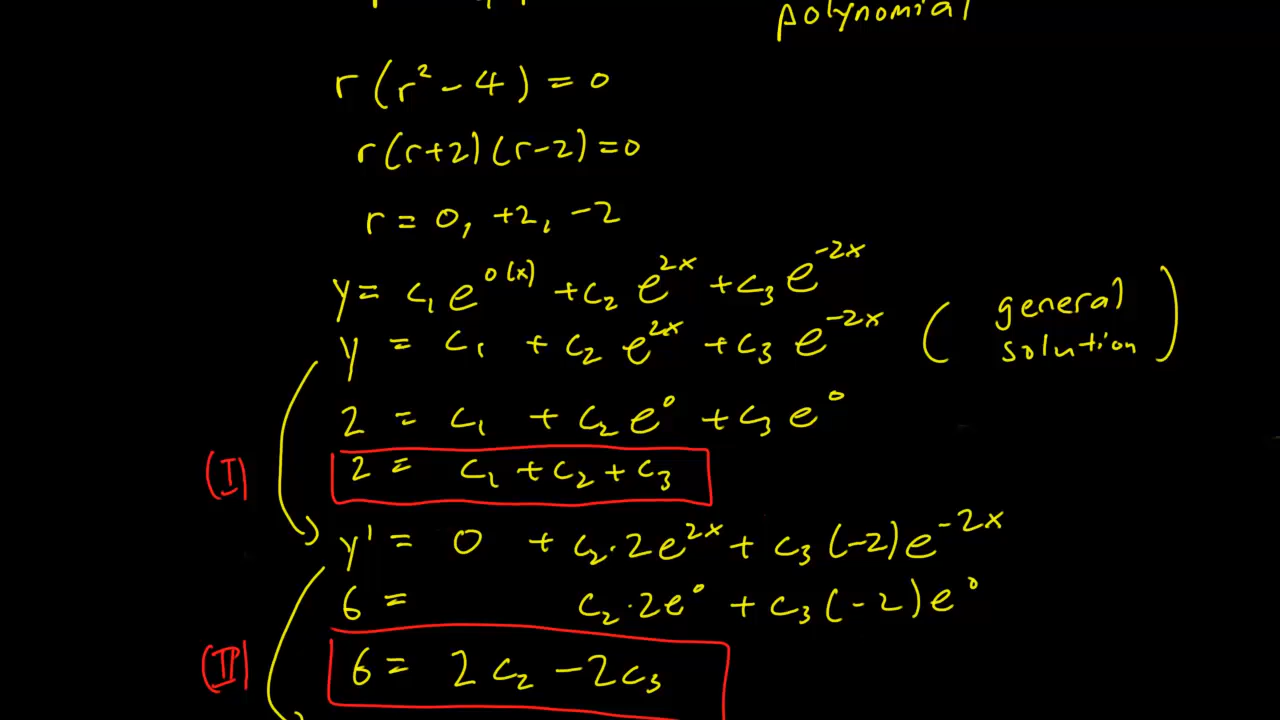 polynomial
r(r² - 4) = 0
r(r+2)(r-2) = 0
r = 0, +2, -2
y = c₁e^{0(x)} + c₂e^{2x} + c₃e^{-2x}
y = c₁ + c₂e^{2x} + c₃e^{-2x} (general solution)
2 = c₁ + c₂e⁰ + c₃e⁰
(I) 2 = c₁ + c₂ + c₃
y' = 0 + c₂·2e^{2x} + c₃(-2)e^{-2x}
6 = c₂·2e⁰ + c₃(-2)e⁰
(II) 6 = 2c₂ - 2c₃